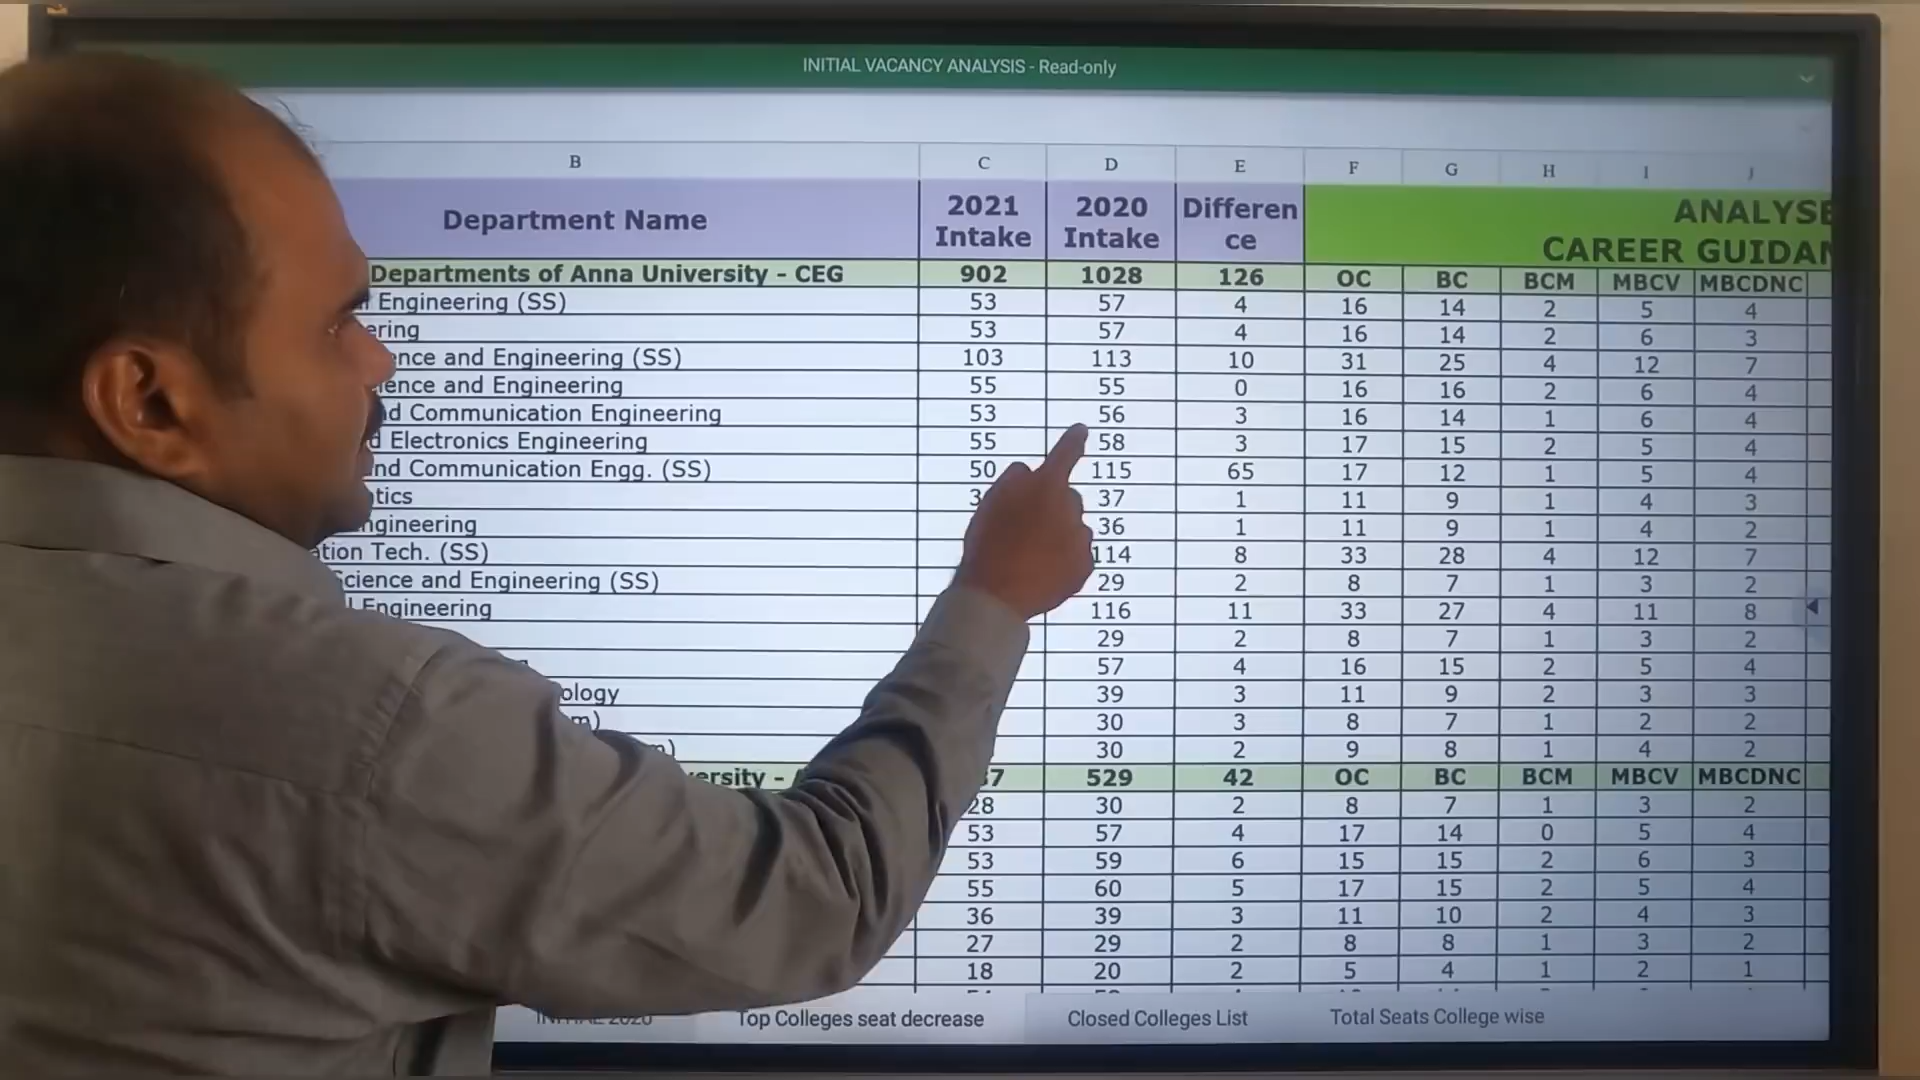 INITIAL VACANCY ANALYSIS - Read-only
B C D E F G H I J
Department Name 2021 Intake 2020 Intake Differen ce ANALYSE
CAREER GUIDAN
Departments of Anna University - CEG 902 1028 126 OC BC BCM MBCV MBCDNC
Engineering (SS) 53 57 4 16 14 2 5 4
ering 53 57 4 16 14 2 6 3
ence and Engineering (SS) 103 113 10 31 25 4 12 7
ience and Engineering 55 55 0 16 16 2 6 4
d Communication Engineering 53 56 3 16 14 1 6 4
d Electronics Engineering 55 58 3 17 15 2 5 4
nd Communication Engg. (SS) 50 115 65 17 12 1 5 4
tics 3 37 1 11 9 1 4 3
ngineering 36 1 11 9 1 4 2
ation Tech. (SS) 114 8 33 28 4 12 7
Science and Engineering (SS) 29 2 8 7 1 3 2
l Engineering 116 11 33 27 4 11 8
29 2 8 7 1 3 2
57 4 16 15 2 5 4
ology 39 3 11 9 2 3 3
m) 30 3 8 7 1 2 2
) 30 2 9 8 1 4 2
ersity - 7 529 42 OC BC BCM MBCV MBCDNC
28 30 2 8 7 1 3 2
53 57 4 17 14 0 5 4
53 59 6 15 15 2 6 3
55 60 5 17 15 2 5 4
36 39 3 11 10 2 4 3
27 29 2 8 8 1 3 2
18 20 2 5 4 1 2 1
INITIAL 2020 Top Colleges seat decrease Closed Colleges List Total Seats College wise